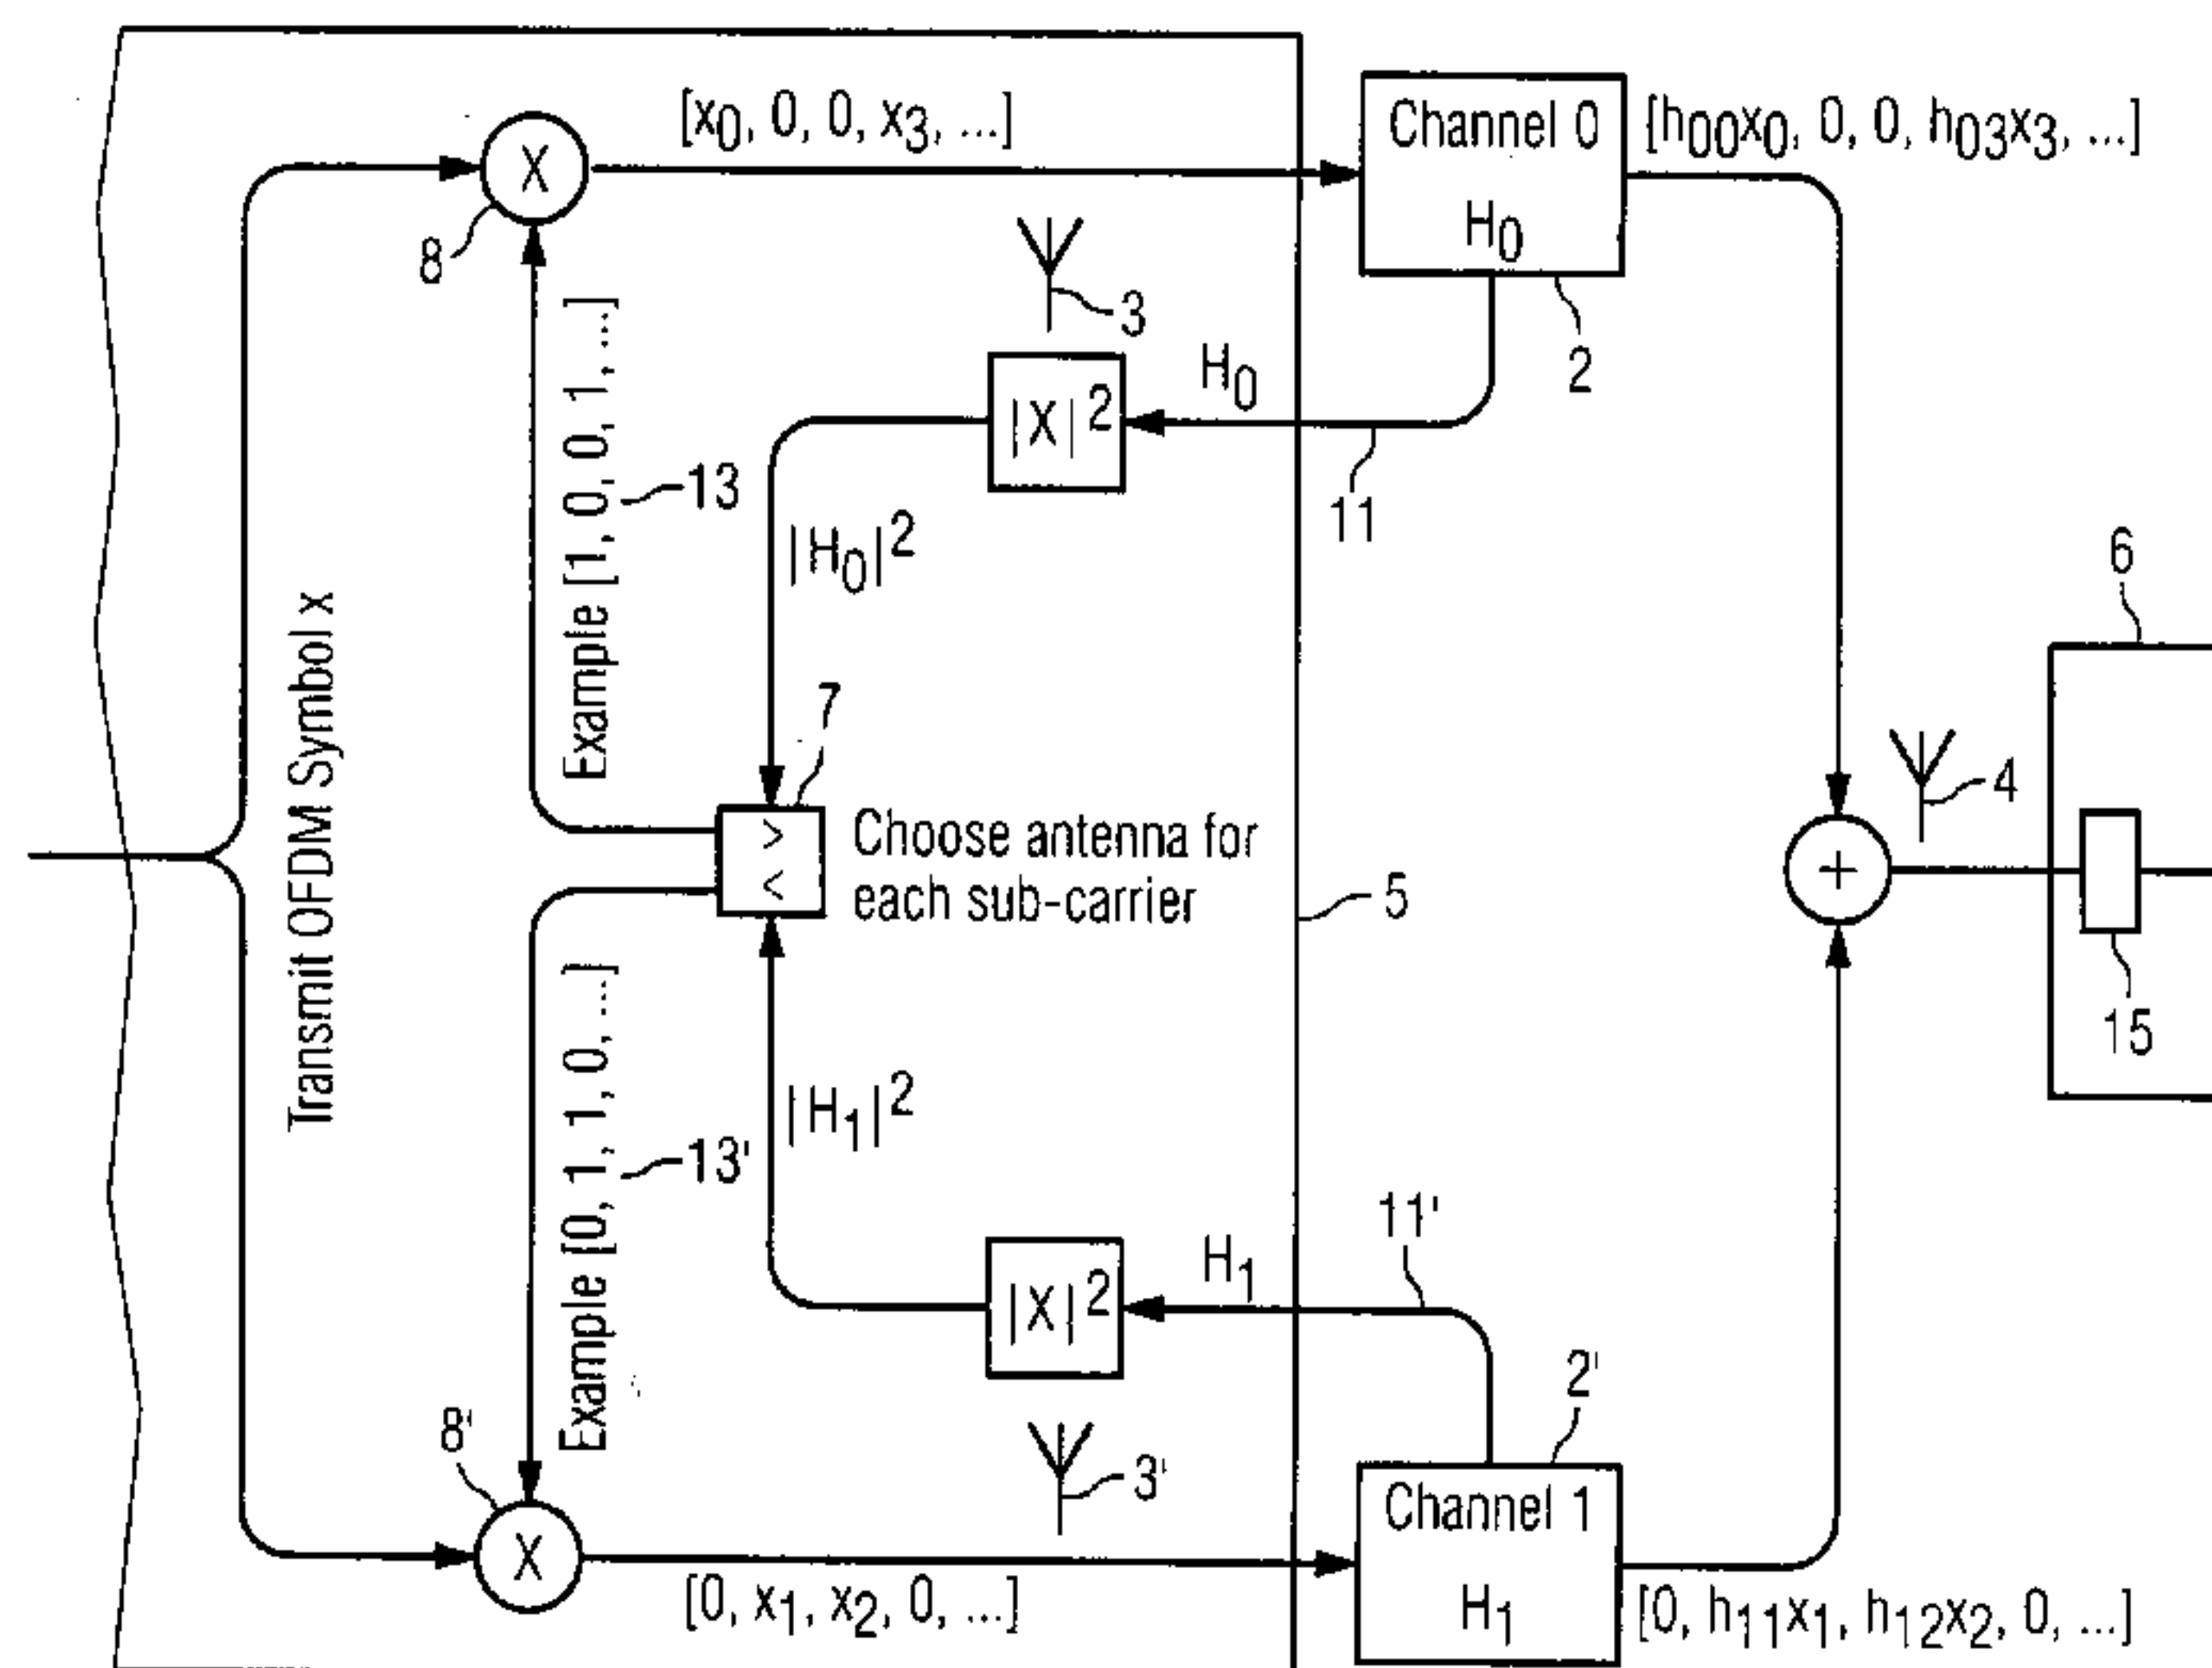 [x0, 0, 0, x3, ...]
Channel 0
H0
[h00x0, 0, 0, h03x3, ...]
X
8
3
2
H0
|X|2
11
Example [1, 0, 0, 1, ...]
13
|H0|2
6
Transmit OFDM Symbol x
7
>
<
Choose antenna for
each sub-carrier
5
4
+
15
Example [0, 1, 1, 0, ...]
13'
|H1|2
11'
H1
|X|2
2'
8'
3'
X
[0, x1, x2, 0, ...]
Channel 1
H1
[0, h11x1, h12x2, 0, ...]